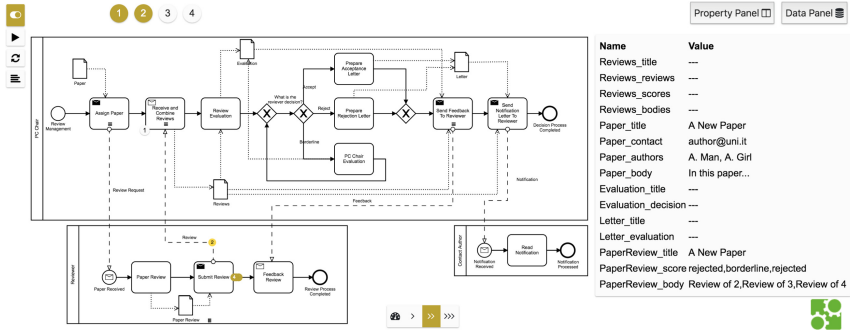 1 2 3 4
Property Panel
Data Panel
PC Chair
Paper
Evaluation
Letter
Review
Management
Assign Paper
Receive and
Combine
Reviews
1
Review
Evaluation
What is the
reviewer decision?
Accept
Reject
Borderline
Prepare
Acceptance
Letter
Prepare
Rejection Letter
PC Chair
Evaluation
Send Feedback
To Reviewer
Send
Notification
Letter To
Reviewer
Decision Process
Completed
Reviews
Review Request
Feedback
Notification
Review
2
Reviewer
Paper Received
Paper Review
Submit Review
Feedback
Review
Review Process
Completed
Paper Review
Contact Author
Notification
Received
Read
Notification
Notification
Processed
Name Value
Reviews_title ---
Reviews_reviews ---
Reviews_scores ---
Reviews_bodies ---
Paper_title A New Paper
Paper_contact author@uni.it
Paper_authors A. Man, A. Girl
Paper_body In this paper...
Evaluation_title ---
Evaluation_decision ---
Letter_title ---
Letter_evaluation ---
PaperReview_title A New Paper
PaperReview_score rejected,borderline,rejected
PaperReview_body Review of 2,Review of 3,Review of 4